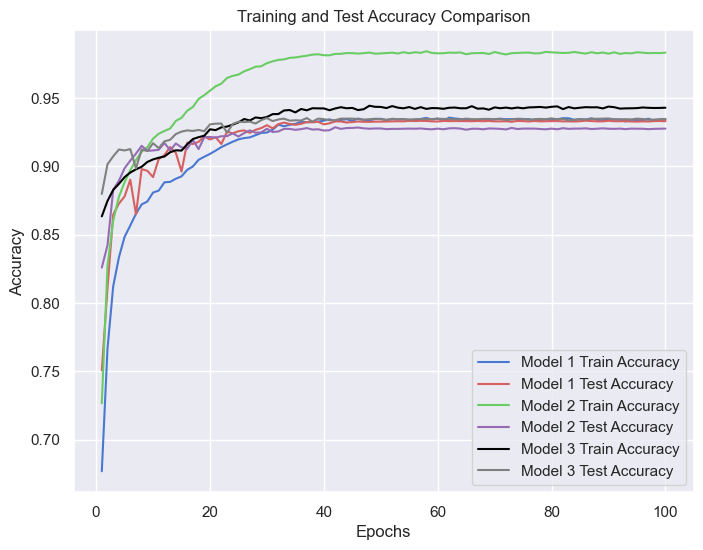 Training and Test Accuracy Comparison
Accuracy
0.95
0.90
0.85
0.80
0.75
0.70
0
20
40
60
80
100
Epochs
Model 1 Train Accuracy
Model 1 Test Accuracy
Model 2 Train Accuracy
Model 2 Test Accuracy
Model 3 Train Accuracy
Model 3 Test Accuracy